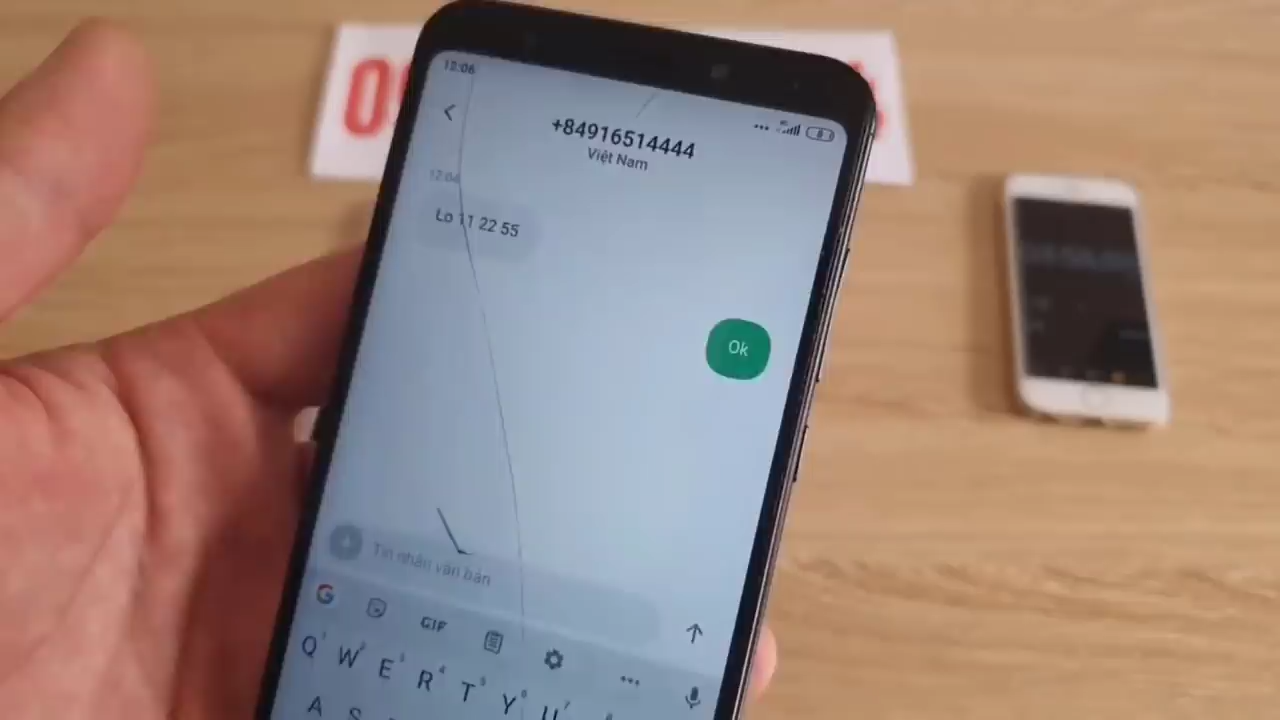 12:06
+84916514444
Việt Nam
12:04
Lo 11 22 55
Ok
Tin nhắn văn bản
GIF
Q W E R T Y U
A S